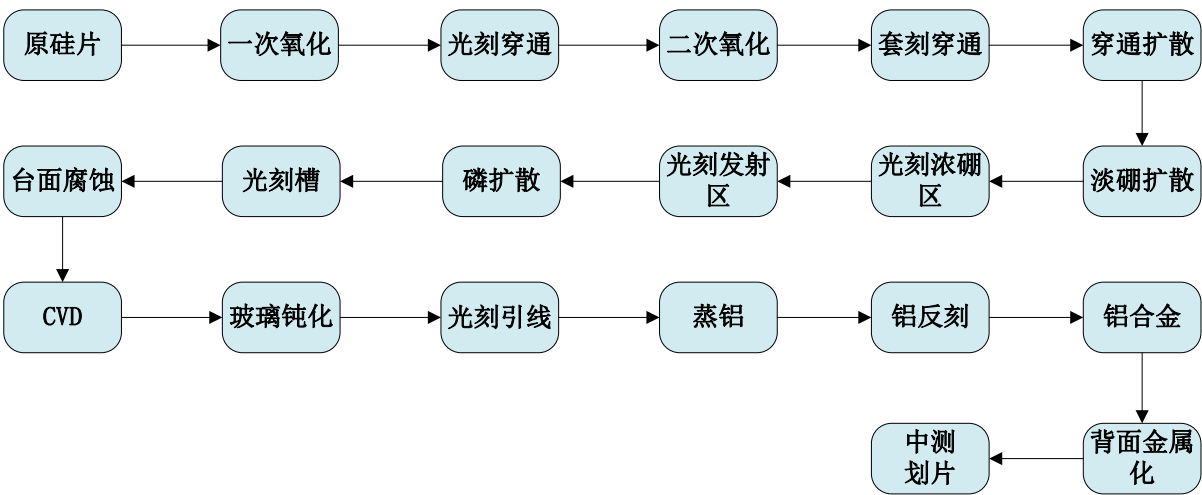 原硅片
一次氧化
光刻穿通
二次氧化
套刻穿通
穿通扩散
淡硼扩散
光刻浓硼
区
光刻发射
区
磷扩散
光刻槽
台面腐蚀
CVD
玻璃钝化
光刻引线
蒸铝
铝反刻
铝合金
背面金属
化
中测
划片